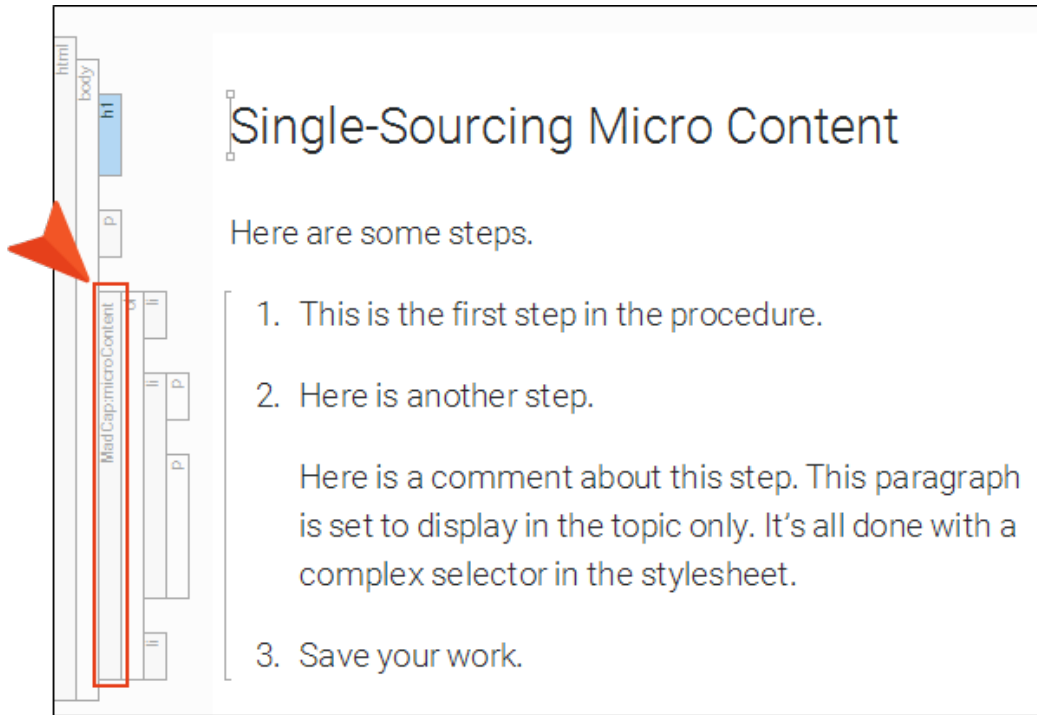 html
body
h1
Single-Sourcing Micro Content
p
Here are some steps.
MadCap:microContent
ol
li
1. This is the first step in the procedure.
li
p
2. Here is another step.
p
Here is a comment about this step. This paragraph
is set to display in the topic only. It’s all done with a
complex selector in the stylesheet.
li
3. Save your work.